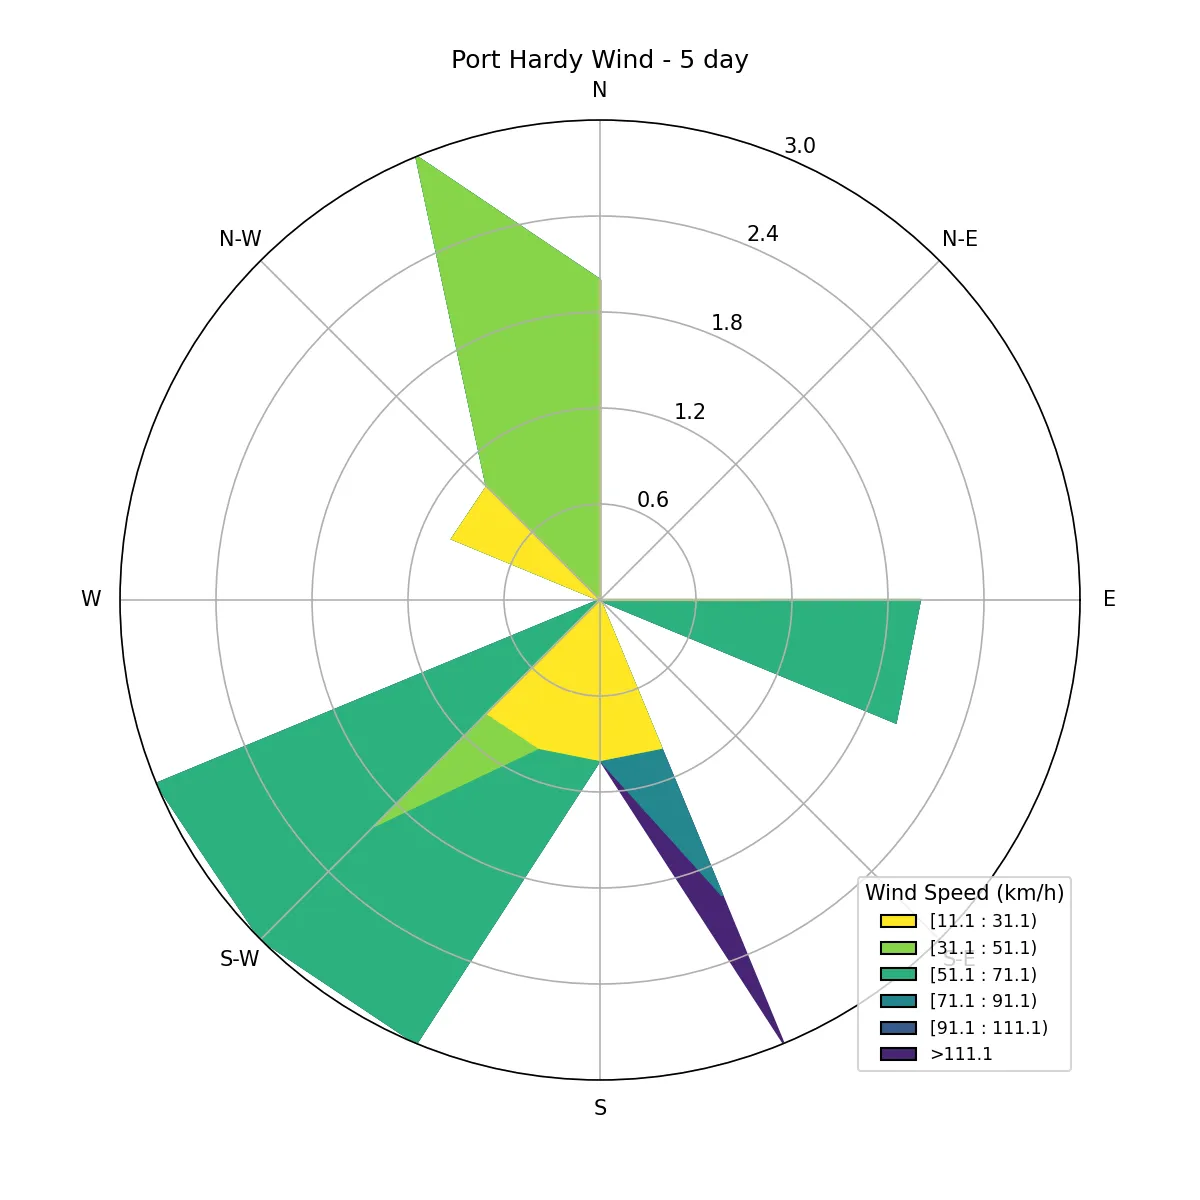 Port Hardy Wind - 5 day
N
3.0
N-W
N-E
2.4
1.8
1.2
0.6
W
E
S-W
S-E
S
Wind Speed (km/h)
[11.1 : 31.1)
[31.1 : 51.1)
[51.1 : 71.1)
[71.1 : 91.1)
[91.1 : 111.1)
>111.1